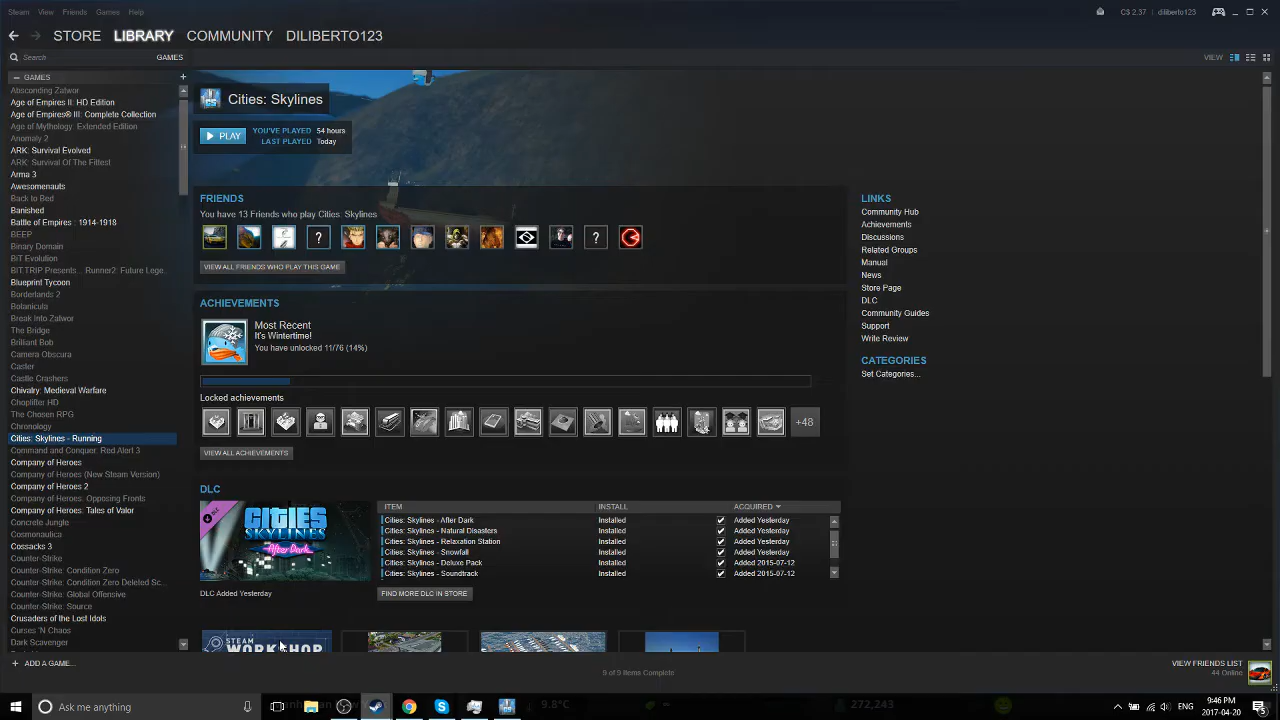 Steam View Friends Games Help
C$ 2.37 diliberto123
STORE LIBRARY COMMUNITY DILIBERTO123
Search GAMES
VIEW
GAMES
Absconding Zatwor
Age of Empires II: HD Edition
Age of Empires® III: Complete Collection
Age of Mythology: Extended Edition
Anomaly 2
ARK: Survival Evolved
ARK: Survival Of The Fittest
Arma 3
Awesomenauts
Back to Bed
Banished
Battle of Empires : 1914-1918
BEEP
Binary Domain
BiT Evolution
BIT.TRIP Presents... Runner2: Future Lege..
Blueprint Tycoon
Borderlands 2
Botanicula
Break Into Zatwor
The Bridge
Brilliant Bob
Camera Obscura
Caster
Castle Crashers
Chivalry: Medieval Warfare
Choplifter HD
The Chosen RPG
Chronology
Cities: Skylines - Running
Command and Conquer: Red Alert 3
Company of Heroes
Company of Heroes (New Steam Version)
Company of Heroes 2
Company of Heroes: Opposing Fronts
Company of Heroes: Tales of Valor
Concrete Jungle
Cosmonautica
Cossacks 3
Counter-Strike
Counter-Strike: Condition Zero
Counter-Strike: Condition Zero Deleted Sc...
Counter-Strike: Global Offensive
Counter-Strike: Source
Crusaders of the Lost Idols
Curses 'N Chaos
Dark Scavenger
ADD A GAME...
Cities: Skylines
PLAY
YOU'VE PLAYED 54 hours
LAST PLAYED Today
FRIENDS
You have 13 Friends who play Cities: Skylines
? ?
VIEW ALL FRIENDS WHO PLAY THIS GAME
ACHIEVEMENTS
Most Recent
It's Wintertime!
You have unlocked 11/76 (14%)
Locked achievements
+48
VIEW ALL ACHIEVEMENTS
DLC
CITIES
SKYLINES
After Dark
DLC Added Yesterday
ITEM INSTALL ACQUIRED
Cities: Skylines - After Dark Installed Added Yesterday
Cities: Skylines - Natural Disasters Installed Added Yesterday
Cities: Skylines - Relaxation Station Installed Added Yesterday
Cities: Skylines - Snowfall Installed Added Yesterday
Cities: Skylines - Deluxe Pack Installed Added 2015-07-12
Cities: Skylines - Soundtrack Installed Added 2015-07-12
FIND MORE DLC IN STORE
STEAM
WORKSHOP
LINKS
Community Hub
Achievements
Discussions
Related Groups
Manual
News
Store Page
DLC
Community Guides
Support
Write Review
CATEGORIES
Set Categories...
9 of 9 Items Complete
VIEW FRIENDS LIST
44 Online
Ask me anything
9.8°C
272,243
9:46 PM
2017-04-20